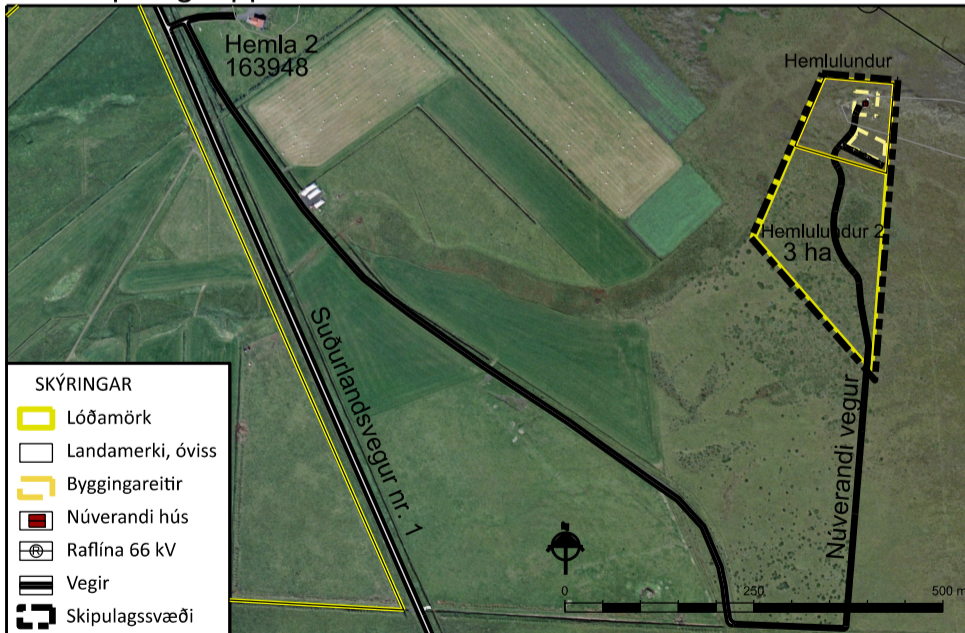 Hemla 2
163948
Hemlulundur
Hemlulundur 2
3 ha
Suðurlandsvegur nr. 1
Núverandi vegur
0 250 500 m
SKÝRINGAR
Lóðamörk
Landamerki, óviss
Byggingareitir
Núverandi hús
R Raflína 66 kV
Vegir
Skipulagssvæði